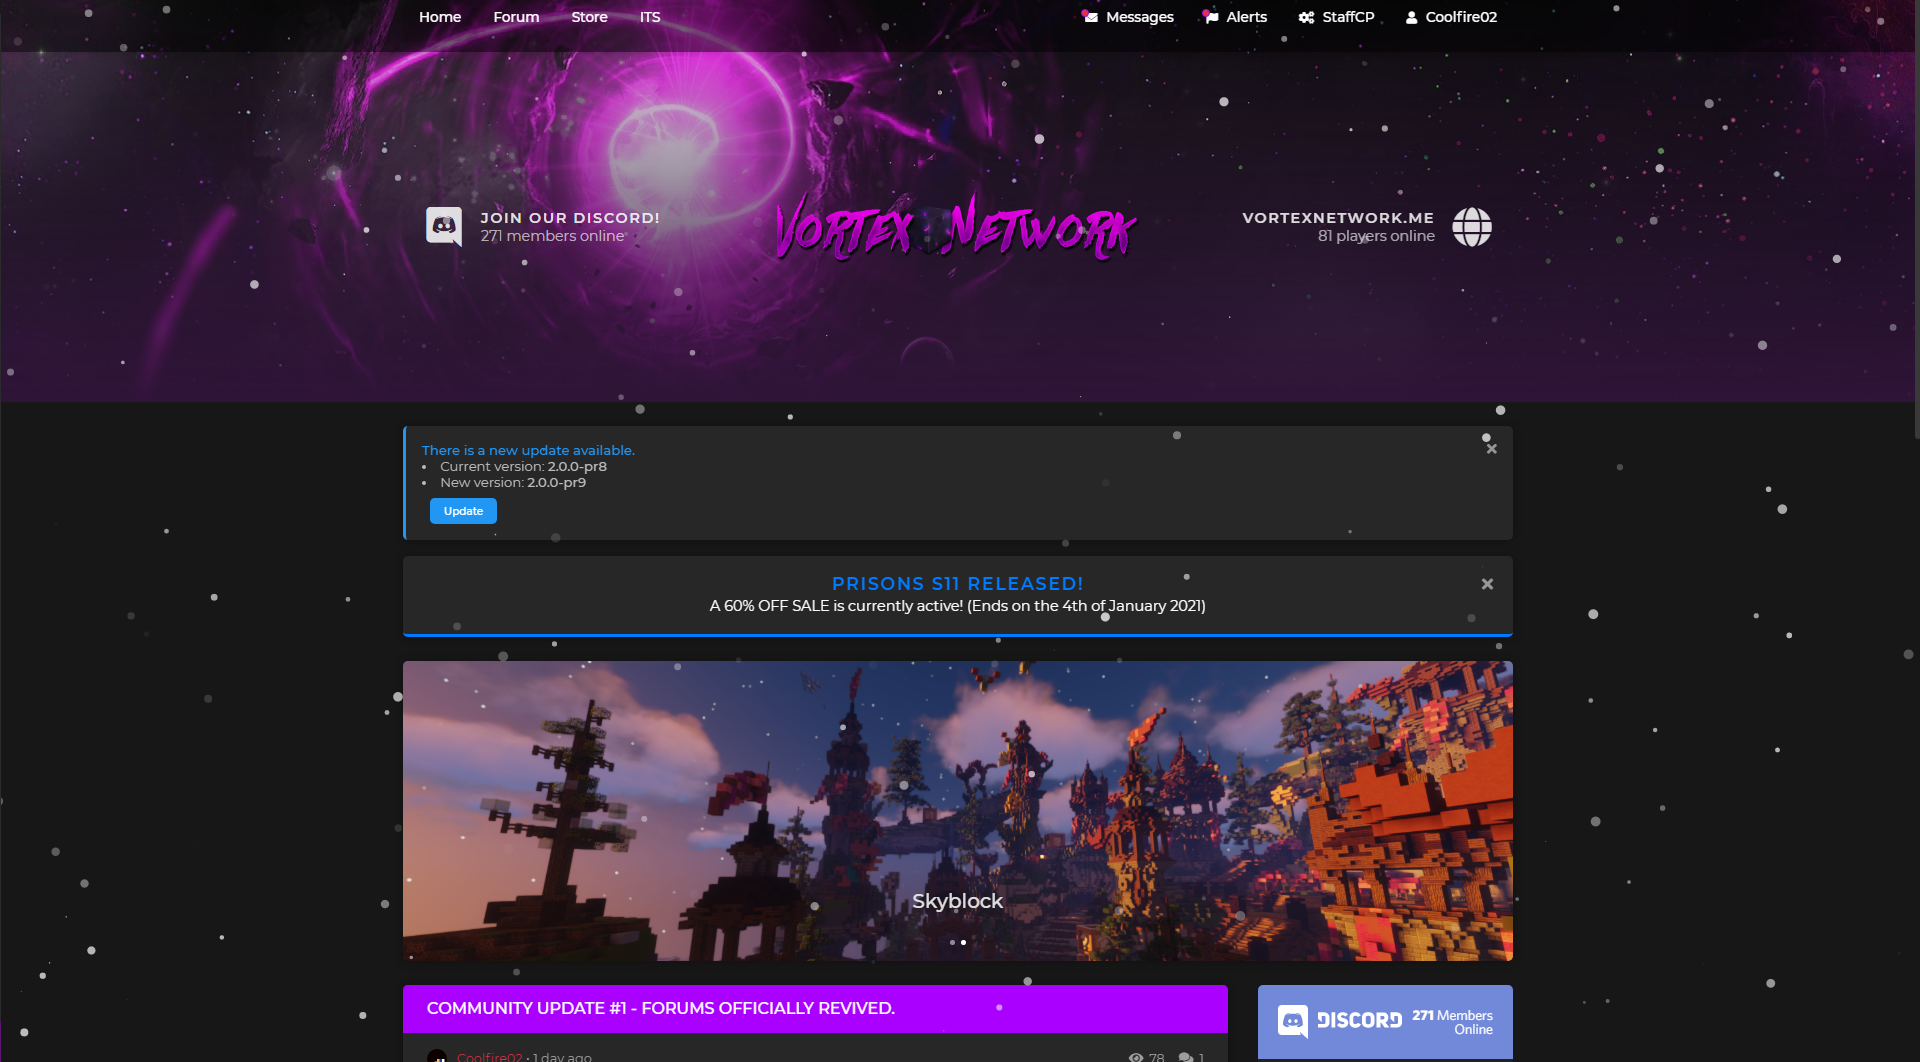 Home Forum Store ITS Messages Alerts StaffCP Coolfire02
JOIN OUR DISCORD!
271 members online
VORTEX NETWORK
VORTEXNETWORK.ME
81 players online
There is a new update available.
• Current version: 2.0.0-pr8
• New version: 2.0.0-pr9
Update
PRISONS S11 RELEASED!
A 60% OFF SALE is currently active! (Ends on the 4th of January 2021)
Skyblock
COMMUNITY UPDATE #1 - FORUMS OFFICIALLY REVIVED.
Coolfire02 • 1 day ago 78 1
DISCORD 271 Members
Online